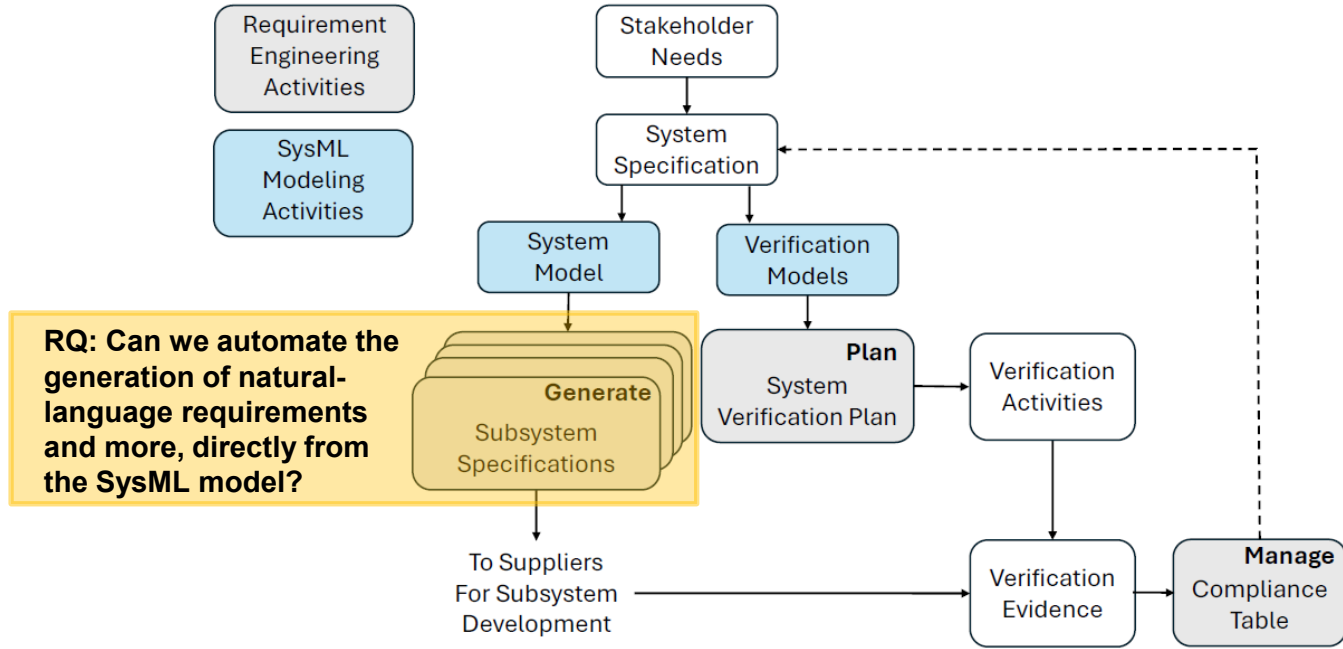 Requirement
Engineering
Activities
SysML
Modeling
Activities
Stakeholder
Needs
System
Specification
System
Model
Verification
Models
RQ: Can we automate the
generation of natural-
language requirements
and more, directly from
the SysML model?
Generate
Subsystem
Specifications
Plan
System
Verification Plan
Verification
Activities
To Suppliers
For Subsystem
Development
Verification
Evidence
Manage
Compliance
Table